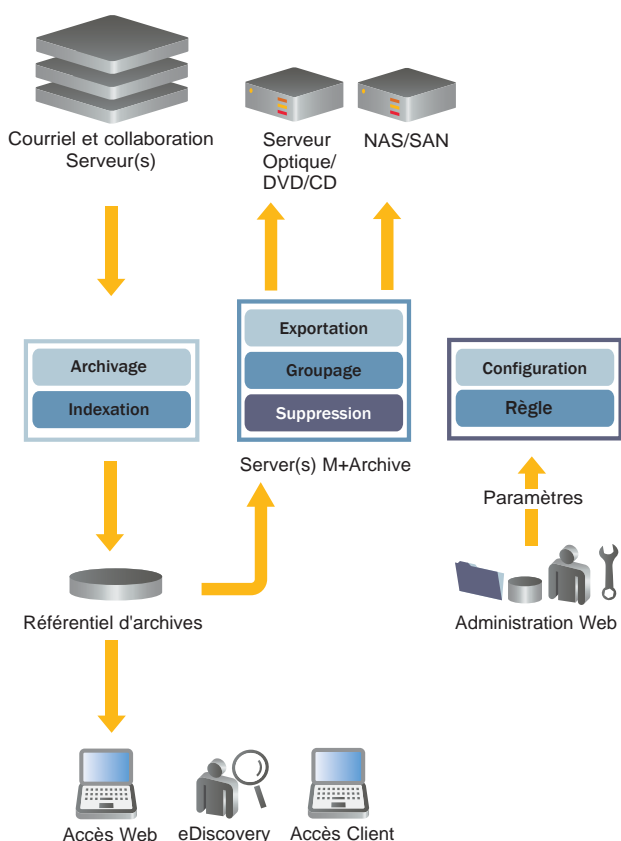 Courriel et collaboration
Serveur(s)
Serveur
Optique/
DVD/CD
NAS/SAN
Archivage
Indexation
Exportation
Groupage
Suppression
Configuration
Règle
Server(s) M+Archive
Paramètres
Référentiel d'archives
Administration Web
Accès Web
eDiscovery
Accès Client